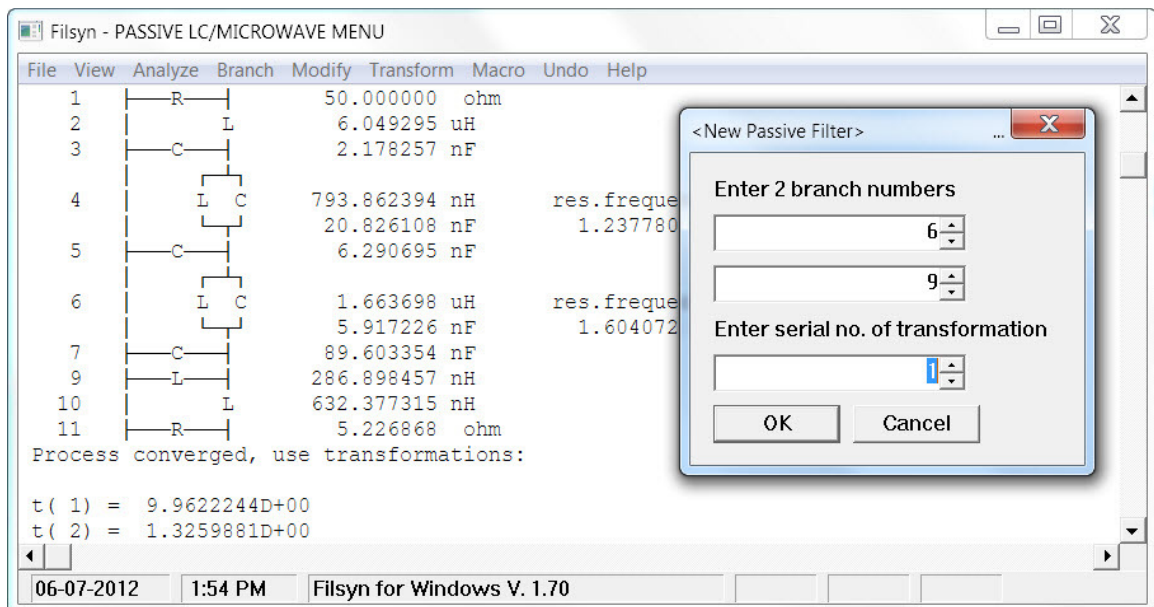 Filsyn - PASSIVE LC/MICROWAVE MENU
File View Analyze Branch Modify Transform Macro Undo Help
1 R 50.000000 ohm
2 L 6.049295 uH
3 C 2.178257 nF
4 L C 793.862394 nH res.freque
20.826108 nF 1.237780
5 C 6.290695 nF
6 L C 1.663698 uH res.freque
5.917226 nF 1.604072
7 C 89.603354 nF
9 L 286.898457 nH
10 L 632.377315 nH
11 R 5.226868 ohm
Process converged, use transformations:
t( 1) = 9.9622244D+00
t( 2) = 1.3259881D+00
<New Passive Filter> ...
Enter 2 branch numbers
6
9
Enter serial no. of transformation
1
OK Cancel
06-07-2012 1:54 PM Filsyn for Windows V. 1.70